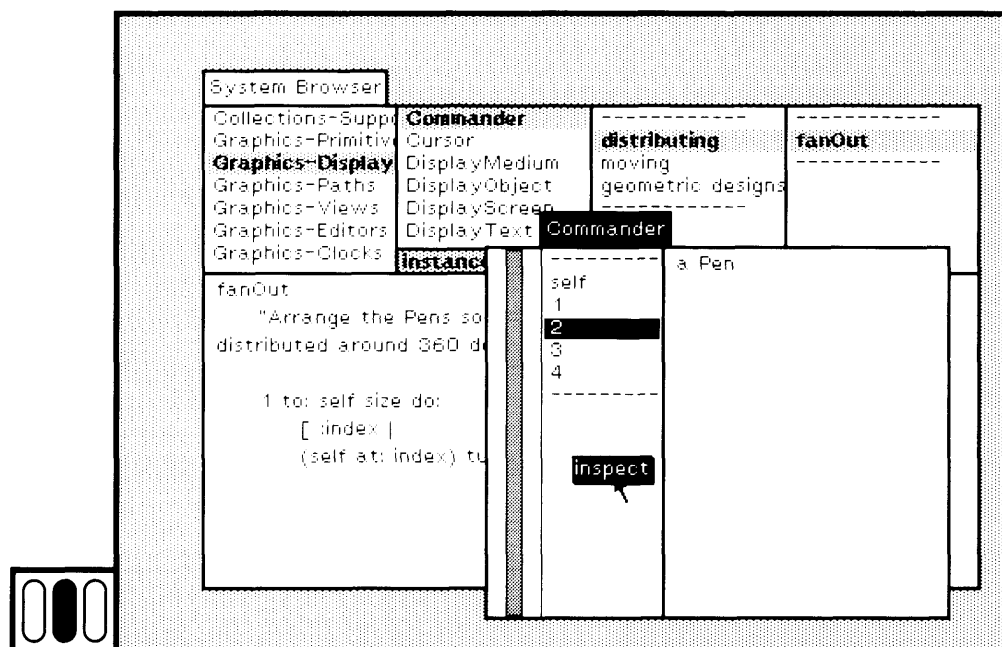 System Browser
Collections-Suppo
Graphics-Primitiv
Graphics-Display
Graphics-Paths
Graphics-Views
Graphics-Editors
Graphics-Clocks
Commander
Cursor
DisplayMedium
DisplayObject
DisplayScreen
DisplayText
instance
distributing
moving
geometric designs
fanOut
fanOut
"Arrange the Pens so
distributed around 360 de
1 to: self size do:
[ :index |
(self at: index) tu
Commander
self
1
2
3
4
a Pen
inspect